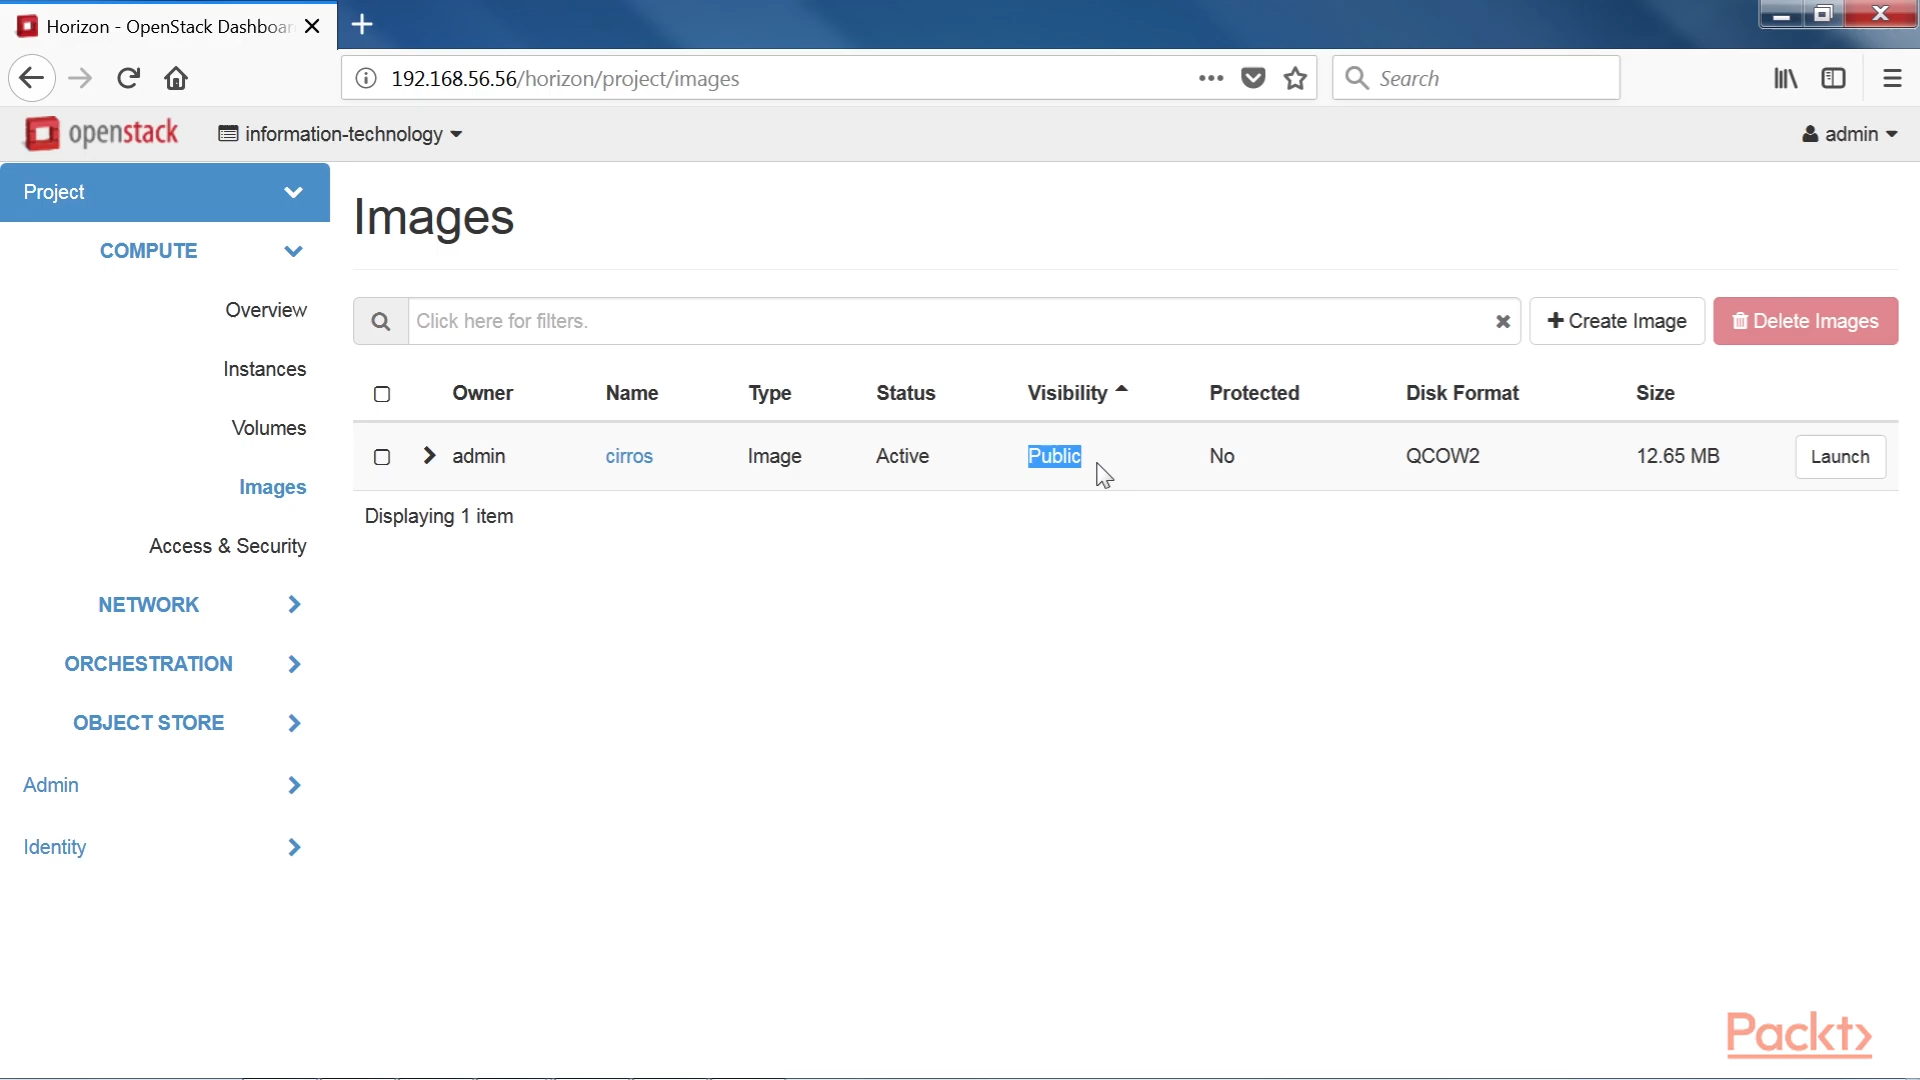 Horizon - OpenStack Dashboar
192.168.56.56/horizon/project/images
Search
openstack
information-technology
admin
Project
COMPUTE
Overview
Instances
Volumes
Images
Access & Security
NETWORK
ORCHESTRATION
OBJECT STORE
Admin
Identity
Images
Click here for filters.
Create Image
Delete Images
Owner Name Type Status Visibility Protected Disk Format Size
admin cirros Image Active Public No QCOW2 12.65 MB Launch
Displaying 1 item
Packt